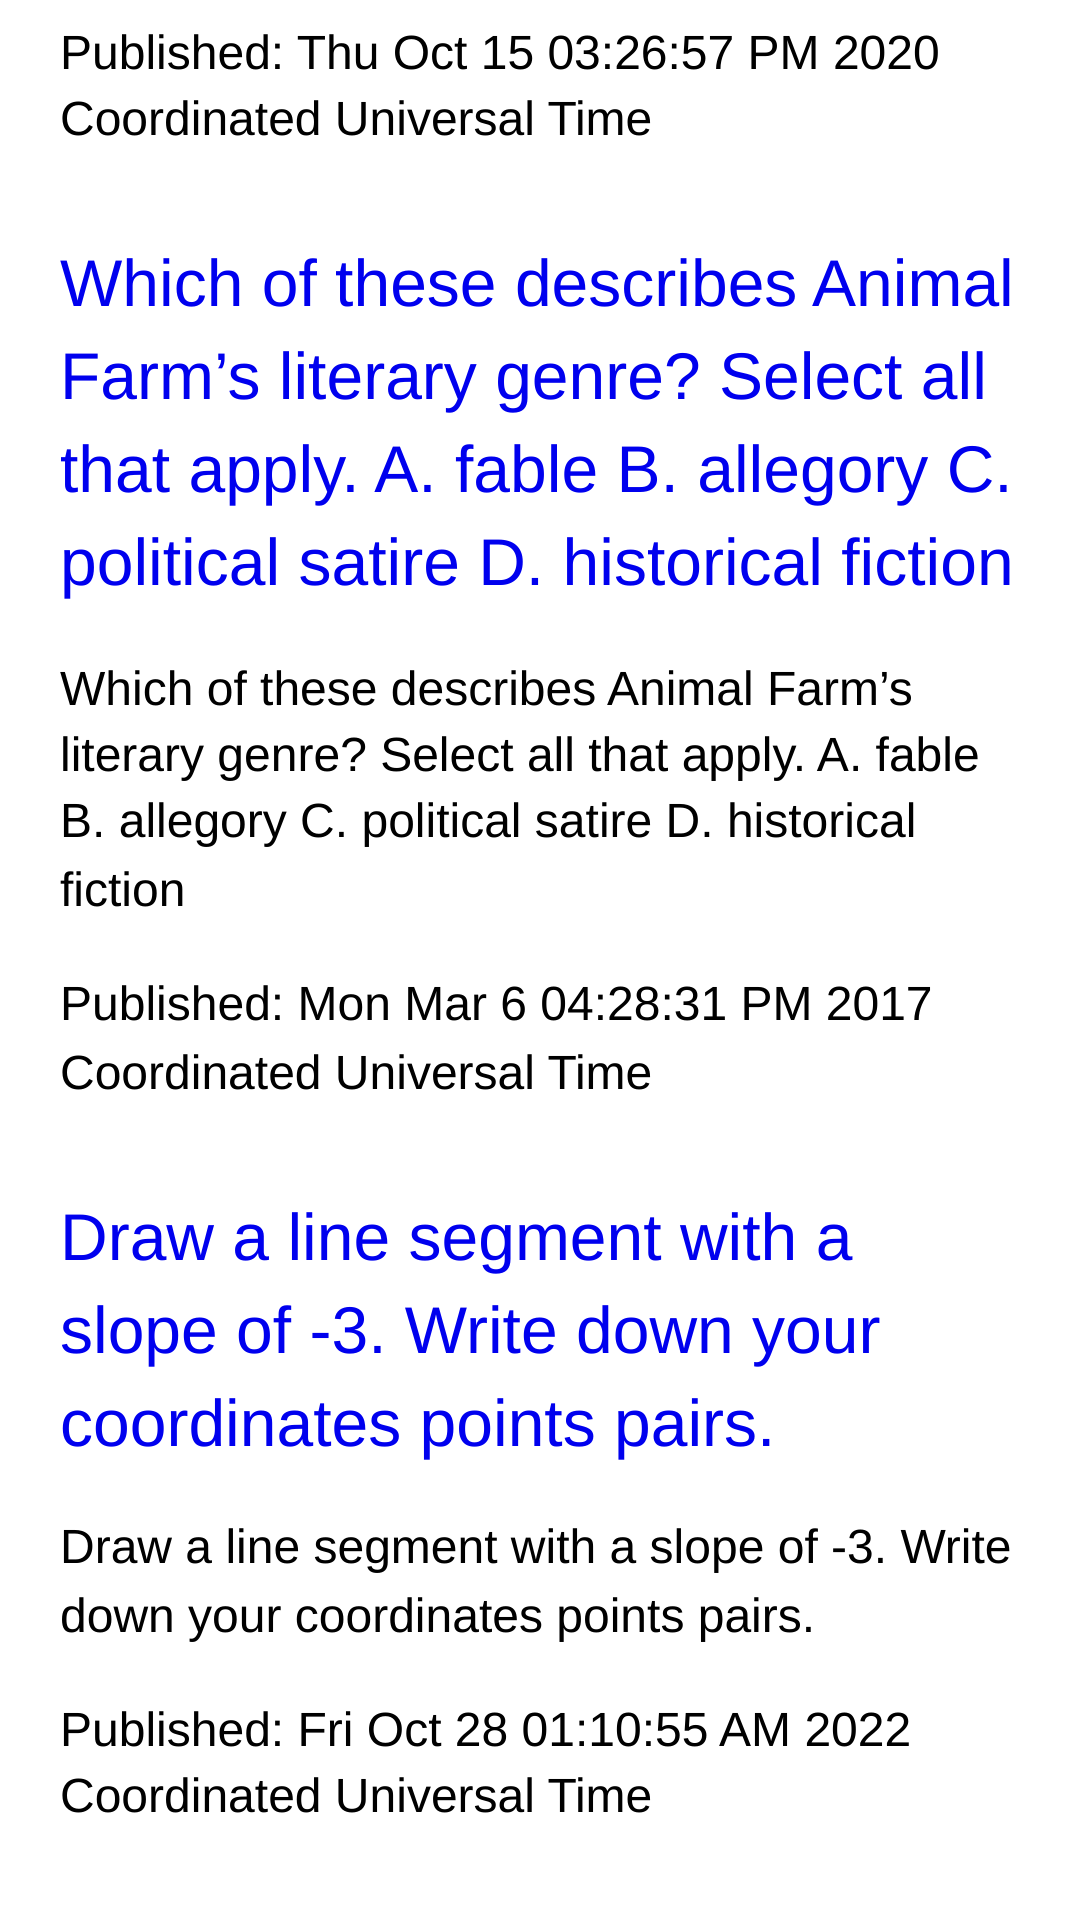 Published: Thu Oct 15 03:26:57 PM 2020
Coordinated Universal Time
Which of these describes Animal
Farm’s literary genre? Select all
that apply. A. fable B. allegory C.
political satire D. historical fiction
Which of these describes Animal Farm’s
literary genre? Select all that apply. A. fable
B. allegory C. political satire D. historical
fiction
Published: Mon Mar 6 04:28:31 PM 2017
Coordinated Universal Time
Draw a line segment with a
slope of -3. Write down your
coordinates points pairs.
Draw a line segment with a slope of -3. Write
down your coordinates points pairs.
Published: Fri Oct 28 01:10:55 AM 2022
Coordinated Universal Time